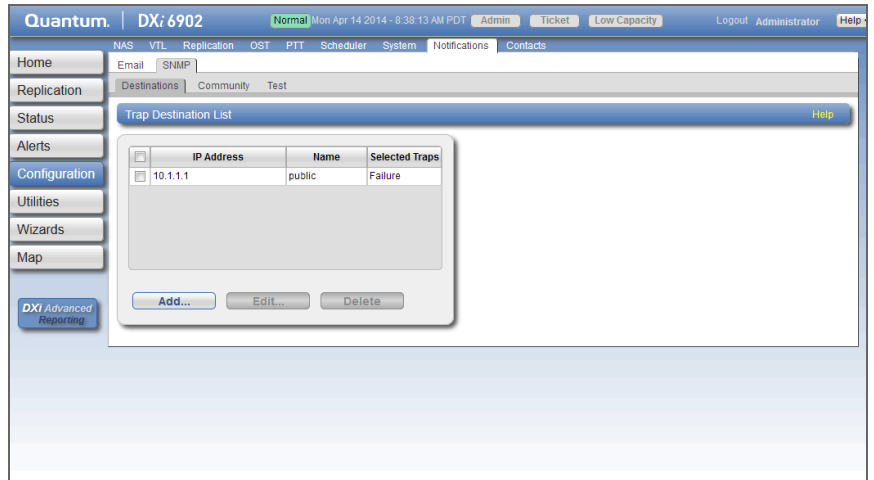 Quantum. DXi 6902 Normal Mon Apr 14 2014 - 8:38:13 AM PDT Admin Ticket Low Capacity Logout Administrator Help
NAS VTL Replication OST PTT Scheduler System Notifications Contacts
Home
Email SNMP
Replication
Destinations Community Test
Status
Trap Destination List Help
Alerts
IP Address Name Selected Traps
Configuration
10.1.1.1 public Failure
Utilities
Wizards
Map
Add... Edit... Delete
DXI Advanced
Reporting